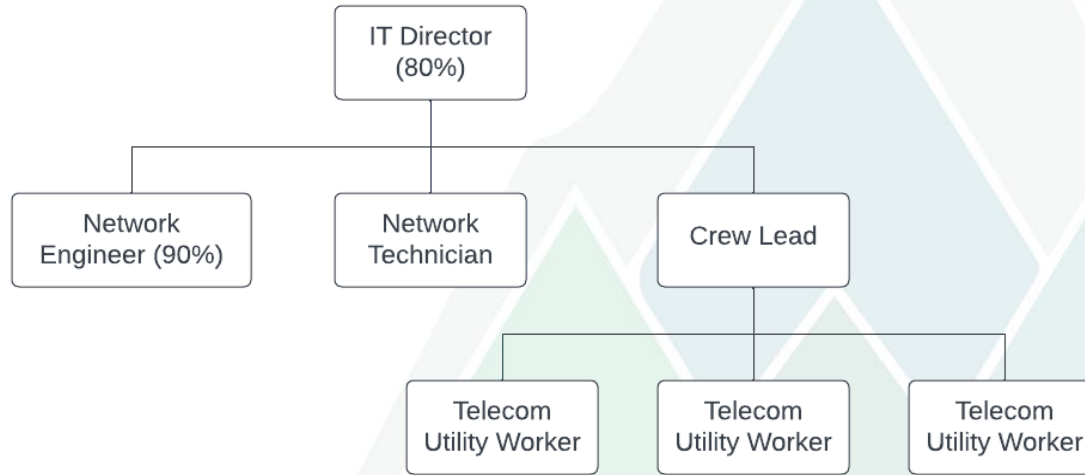 IT Director
(80%)
Network
Engineer (90%)
Network
Technician
Crew Lead
Telecom
Utility Worker
Telecom
Utility Worker
Telecom
Utility Worker